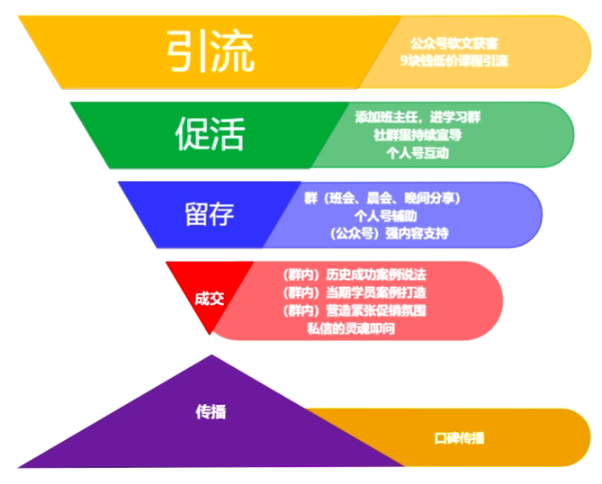 引流
公众号软文获客
9块钱低价课程引流
促活
添加班主任，进学习群
社群里持续宣导
个人号互动
留存
群（班会、晨会、晚间分享）
个人号辅助
（公众号）强内容支持
成交
（群内）历史成功案例说法
（群内）当期学员案例打造
（群内）营造紧张促销氛围
私信的灵魂叩问
传播
口碑传播